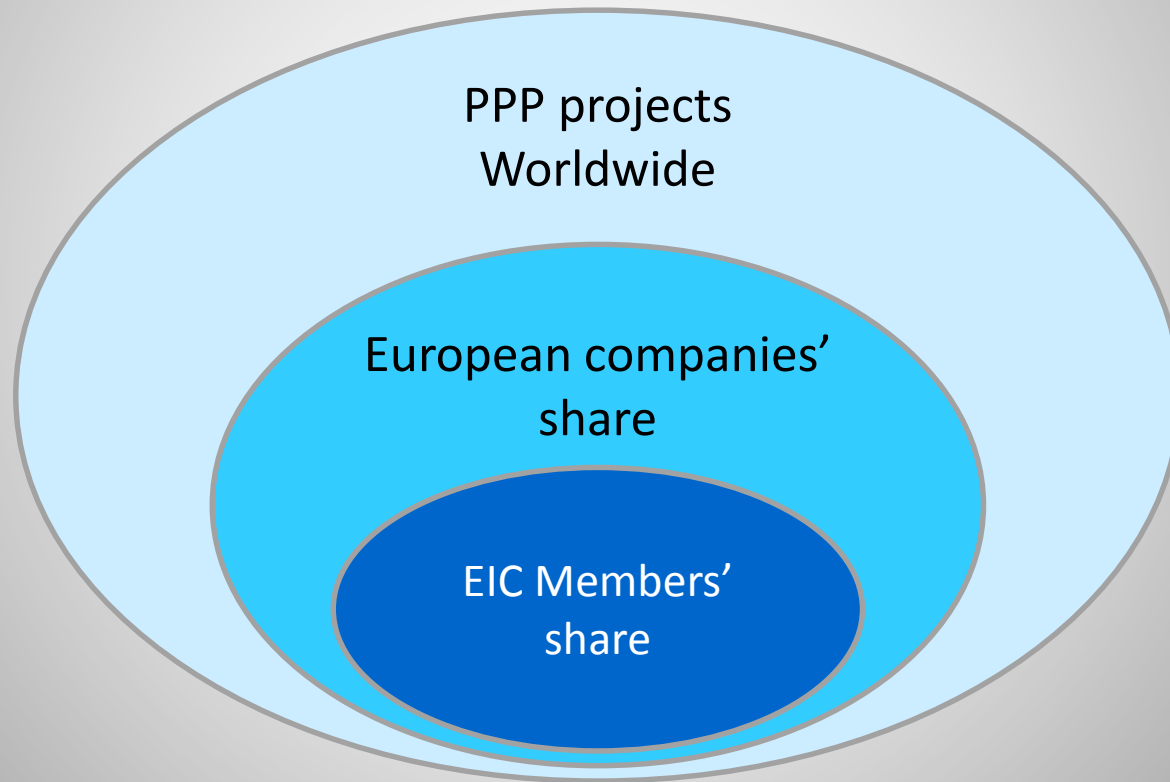 PPP projects
Worldwide
European companies’
share
EIC Members’
share